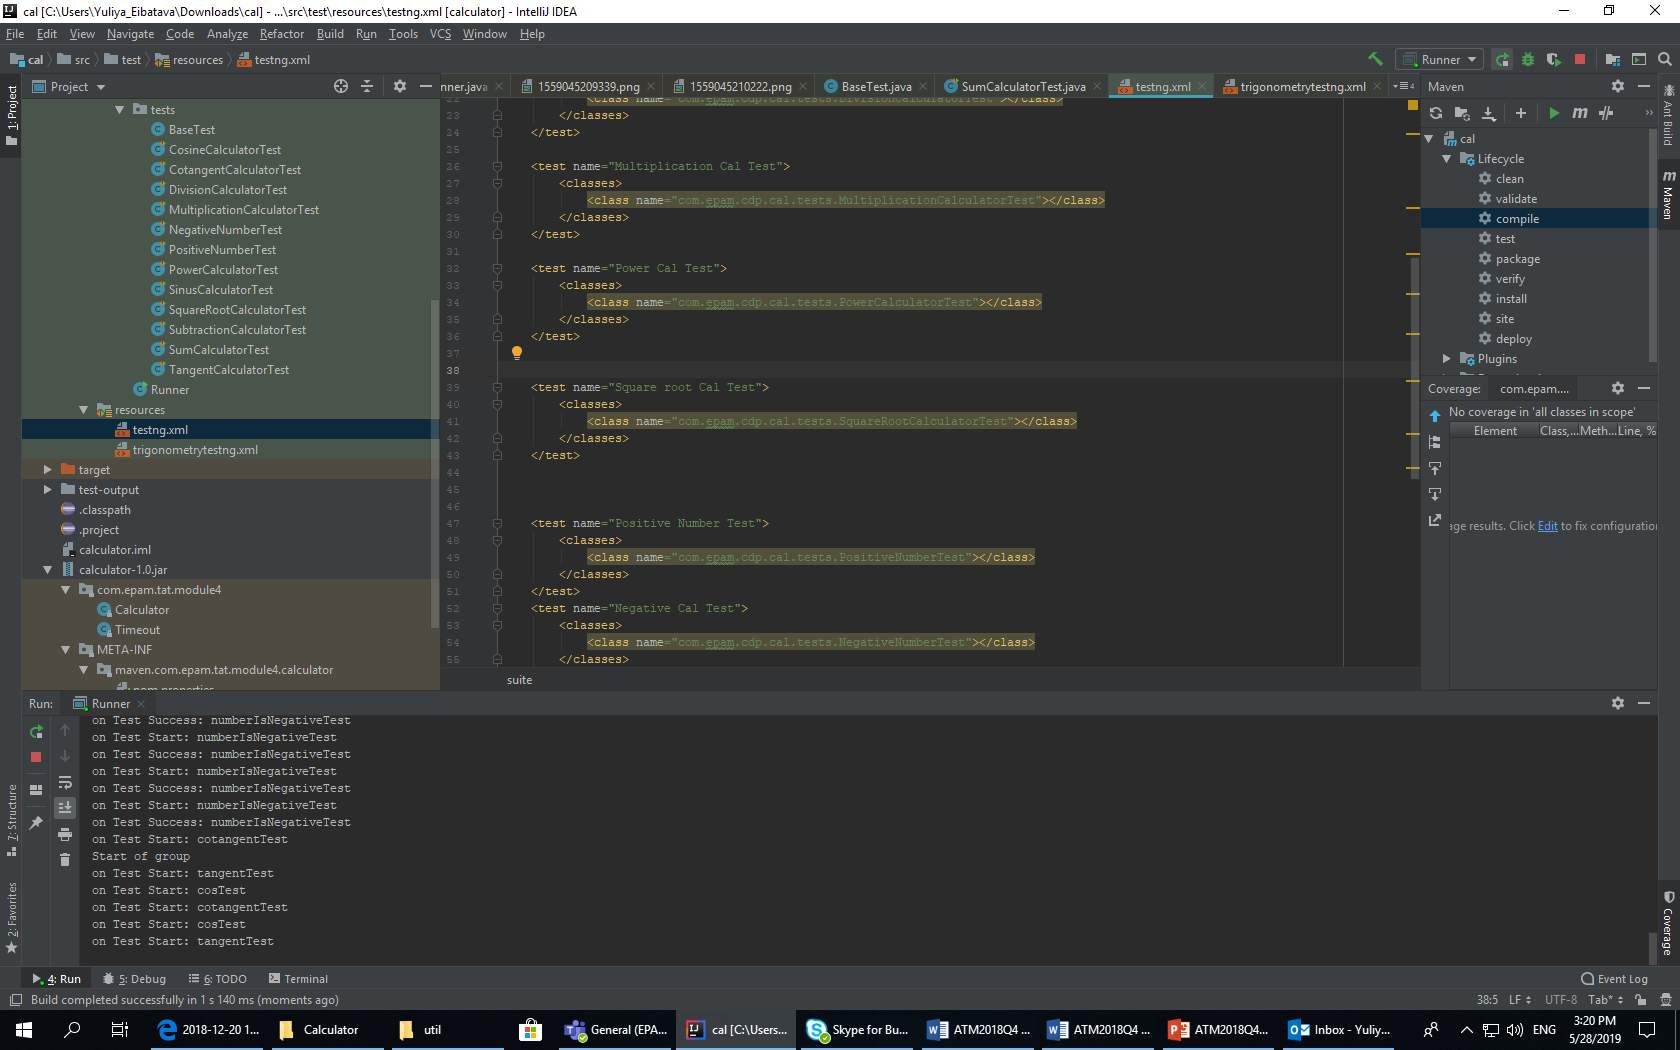 cal [C:\Users\Yuliya_Eibatava\Downloads\cal] - ...\src\test\resources\testng.xml [calculator] - IntelliJ IDEA
File Edit View Navigate Code Analyze Refactor Build Run Tools VCS Window Help
cal src test resources testng.xml
Runner
Project
nner.java 1559045209339.png 1559045210222.png BaseTest.java SumCalculatorTest.java testng.xml trigonometrytestng.xml
1: Project
tests
BaseTest
CosineCalculatorTest
CotangentCalculatorTest
DivisionCalculatorTest
MultiplicationCalculatorTest
NegativeNumberTest
PositiveNumberTest
PowerCalculatorTest
SinusCalculatorTest
SquareRootCalculatorTest
SubtractionCalculatorTest
SumCalculatorTest
TangentCalculatorTest
Runner
resources
testng.xml
trigonometrytestng.xml
target
test-output
.classpath
.project
calculator.iml
calculator-1.0.jar
com.epam.tat.module4
Calculator
Timeout
META-INF
maven.com.epam.tat.module4.calculator
pom.properties
22 <class name="com.epam.cdp.cal.tests.DivisionCalculatorTest"></class>
23 </classes>
24 </test>
25
26 <test name="Multiplication Cal Test">
27 <classes>
28 <class name="com.epam.cdp.cal.tests.MultiplicationCalculatorTest"></class>
29 </classes>
30 </test>
31
32 <test name="Power Cal Test">
33 <classes>
34 <class name="com.epam.cdp.cal.tests.PowerCalculatorTest"></class>
35 </classes>
36 </test>
37
38
39 <test name="Square root Cal Test">
40 <classes>
41 <class name="com.epam.cdp.cal.tests.SquareRootCalculatorTest"></class>
42 </classes>
43 </test>
44
45
46
47 <test name="Positive Number Test">
48 <classes>
49 <class name="com.epam.cdp.cal.tests.PositiveNumberTest"></class>
50 </classes>
51 </test>
52 <test name="Negative Cal Test">
53 <classes>
54 <class name="com.epam.cdp.cal.tests.NegativeNumberTest"></class>
55 </classes>
suite
Maven
cal
Lifecycle
clean
validate
compile
test
package
verify
install
site
deploy
Plugins
Coverage: com.epam....
No coverage in 'all classes in scope'
Element Class,... Meth... Line, %
age results. Click Edit to fix configuration
Ant Build
Maven
Coverage
Run: Runner
on Test Success: numberIsNegativeTest
on Test Start: numberIsNegativeTest
on Test Success: numberIsNegativeTest
on Test Start: numberIsNegativeTest
on Test Success: numberIsNegativeTest
on Test Start: numberIsNegativeTest
on Test Success: numberIsNegativeTest
on Test Start: cotangentTest
Start of group
on Test Start: tangentTest
on Test Start: cosTest
on Test Start: cotangentTest
on Test Start: cosTest
on Test Start: tangentTest
7: Structure
2: Favorites
4: Run 5: Debug 6: TODO Terminal Event Log
Build completed successfully in 1 s 140 ms (moments ago) 38:5 LF UTF-8 Tab*
2018-12-20 1... Calculator util General (EPA... cal [C:\Users... Skype for Bu... ATM2018Q4 ... ATM2018Q4 ... ATM2018Q4... Inbox - Yuliy... ENG 3:20 PM
5/28/2019